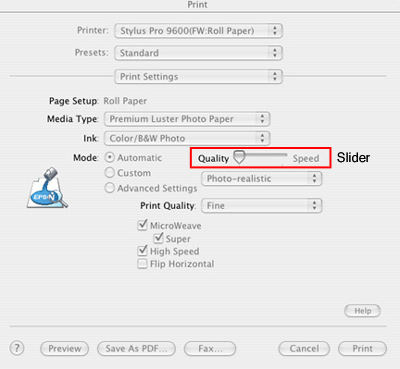 Print
Printer: Stylus Pro 9600(FW:Roll Paper)
Presets: Standard
Print Settings
Page Setup: Roll Paper
Media Type: Premium Luster Photo Paper
Ink: Color/B&W Photo
Mode: Automatic Quality Speed Slider
Custom Photo-realistic
Advanced Settings
EPSON
Print Quality: Fine
MicroWeave
Super
High Speed
Flip Horizontal
Help
? Preview Save As PDF... Fax... Cancel Print